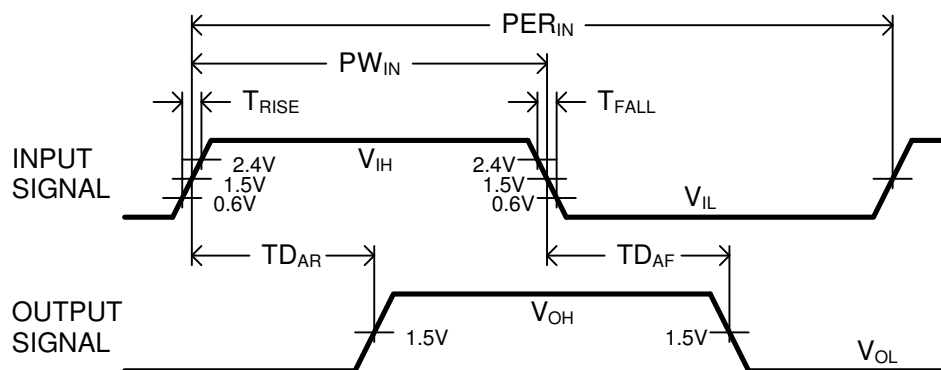 PER_IN
PW_IN
T_RISE
T_FALL
INPUT
SIGNAL
V_IH
2.4V
1.5V
0.6V
2.4V
1.5V
0.6V
V_IL
TD_AR
TD_AF
OUTPUT
SIGNAL
V_OH
1.5V
1.5V
V_OL